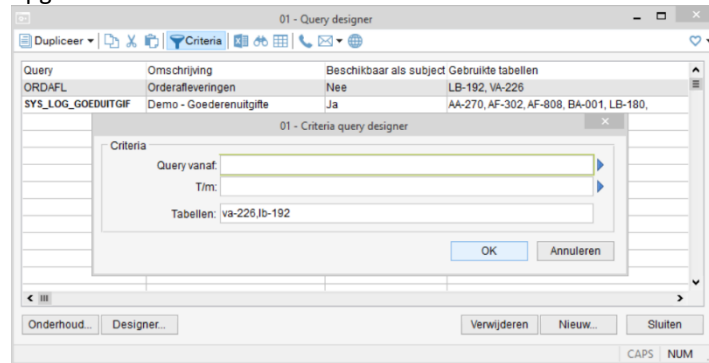 01 - Query designer
Dupliceer Criteria
Query Omschrijving Beschikbaar als subject Gebruikte tabellen
ORDAFL Orderafleveringen Nee LB-192, VA-226
SYS_LOG_GOEDUITGIF Demo - Goederenuitgifte Ja AA-270, AF-302, AF-808, BA-001, LB-180,
01 - Criteria query designer
Criteria
Query vanaf:
T/m:
Tabellen: va-226,lb-192
OK Annuleren
Onderhoud... Designer... Verwijderen Nieuw... Sluiten
CAPS NUM